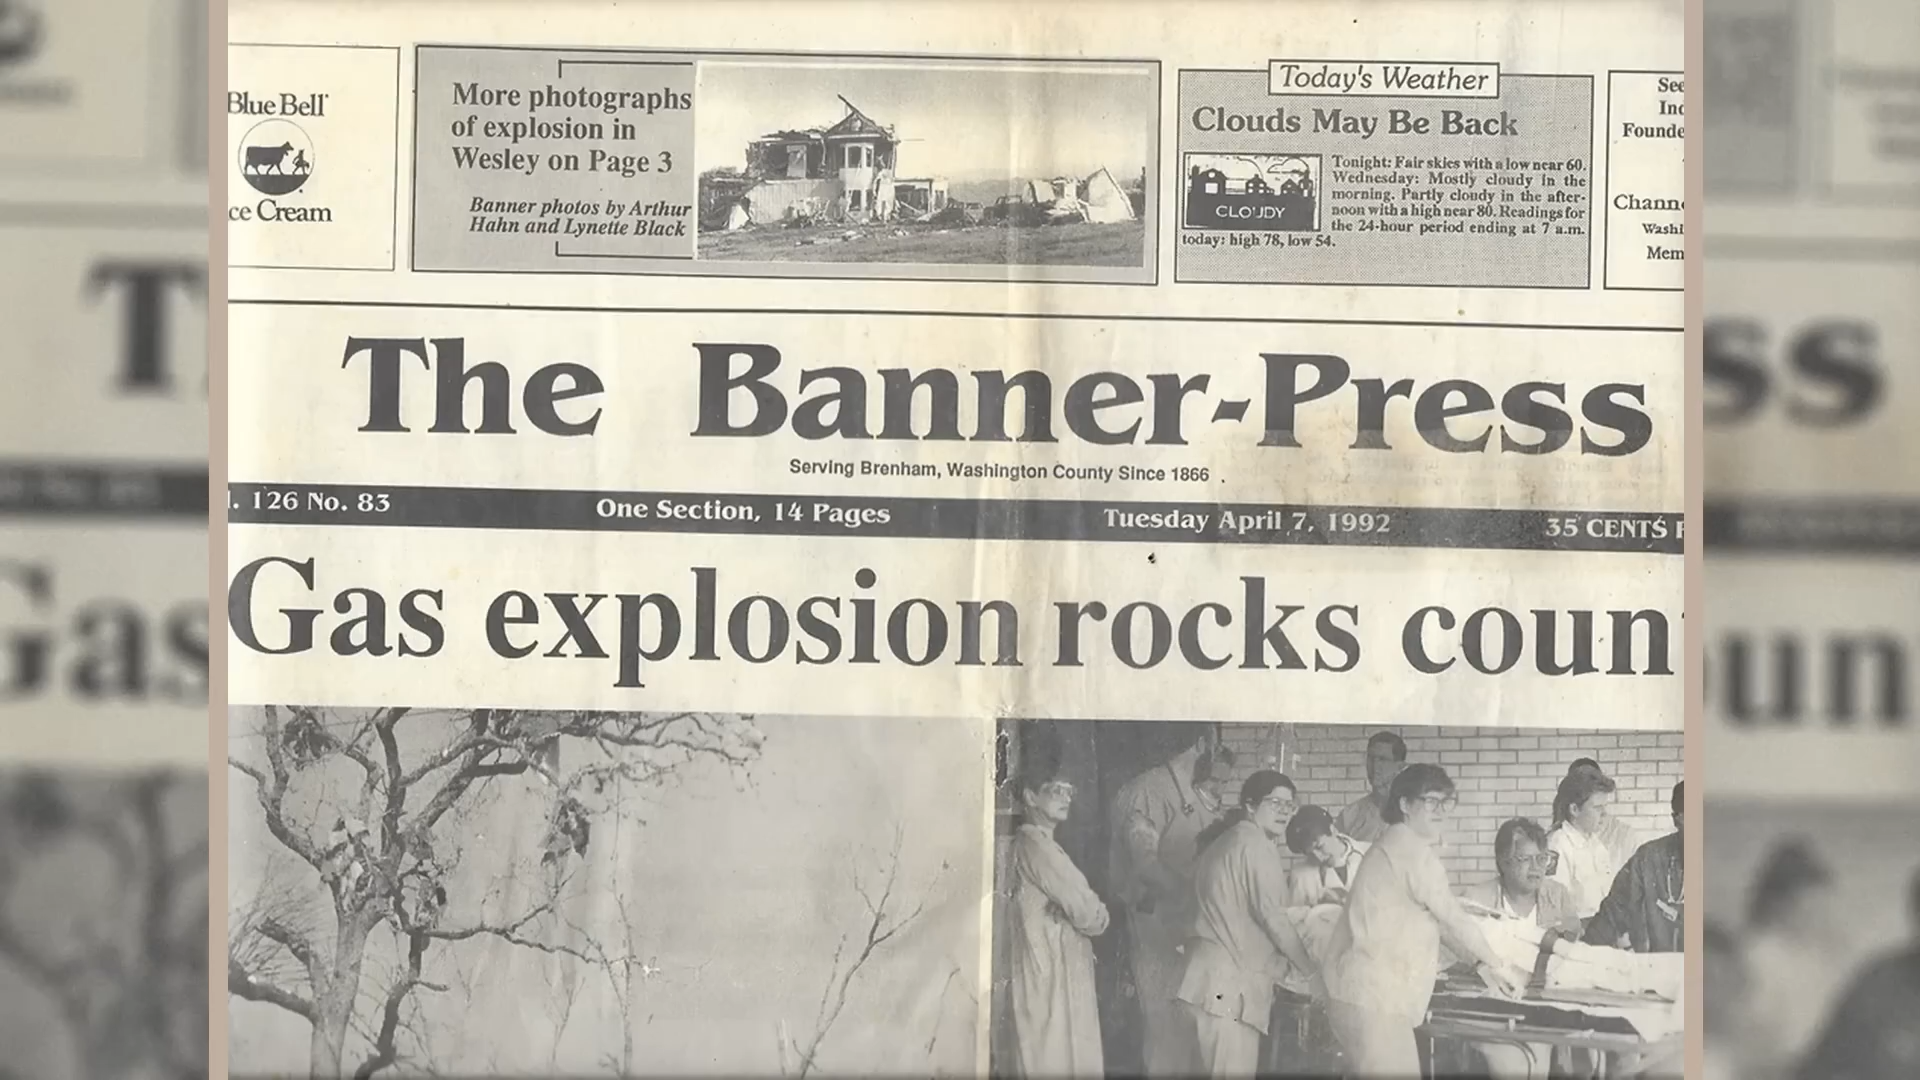 Blue Bell
ce Cream
More photographs
of explosion in
Wesley on Page 3
Banner photos by Arthur
Hahn and Lynette Black
Today's Weather
Clouds May Be Back
CLOUDY
Tonight: Fair skies with a low near 60.
Wednesday: Mostly cloudy in the
morning. Partly cloudy in the after-
noon with a high near 80. Readings for
the 24-hour period ending at 7 a.m.
today: high 78, low 54.
See
Inc
Founde
Chann
Washi
Mem
The Banner-Press
Serving Brenham, Washington County Since 1866
. 126 No. 83
One Section, 14 Pages
Tuesday April 7, 1992
35 CENTS
Gas explosion rocks coun